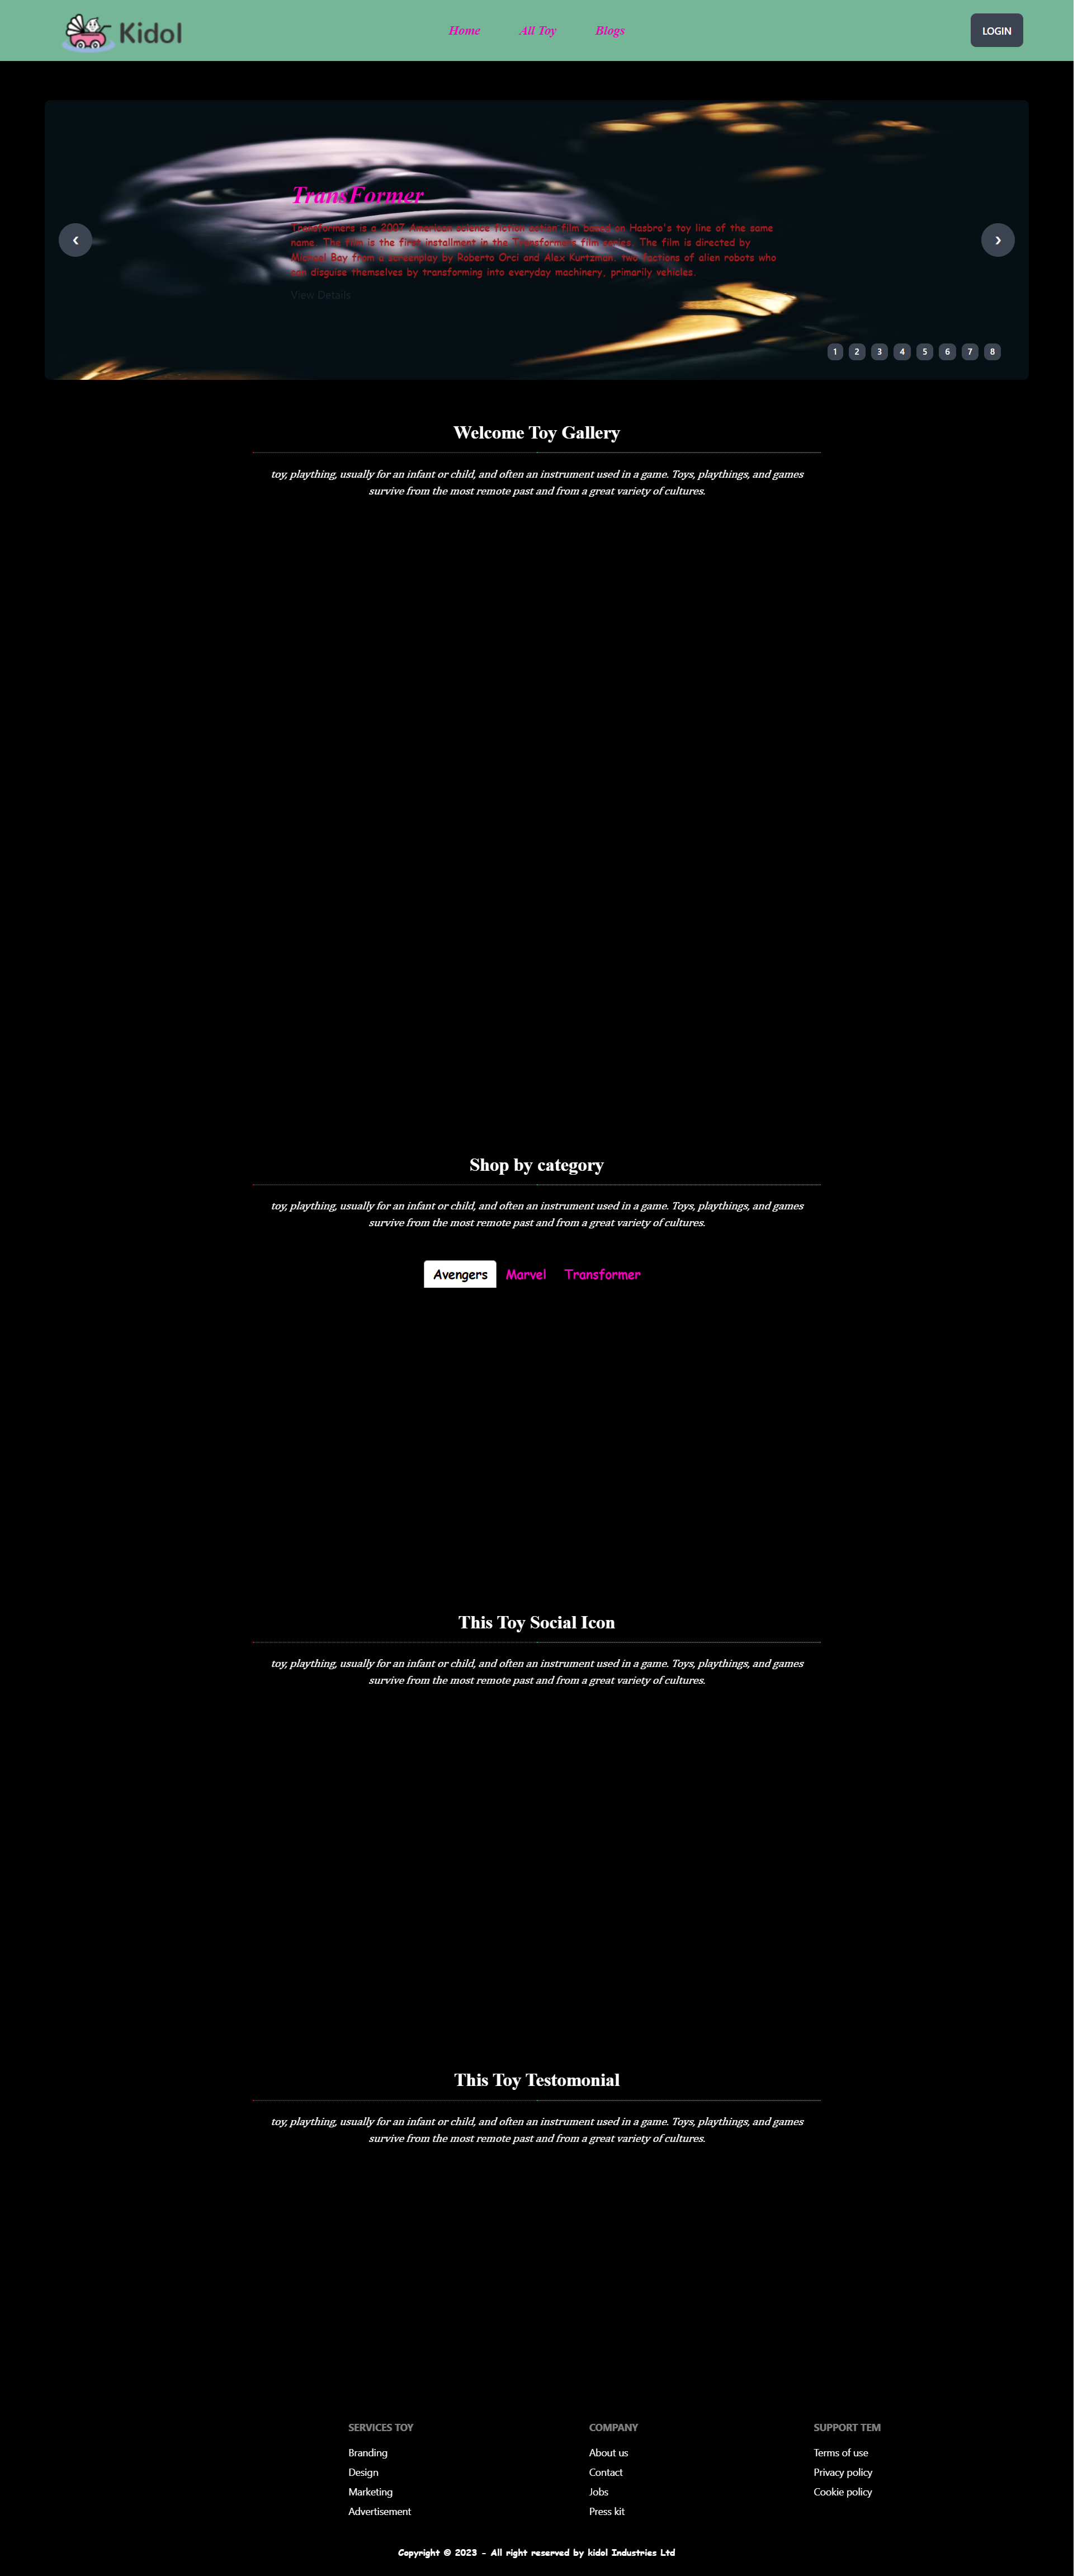 Kidol
Home
All Toy
Blogs
LOGIN
TransFormer
Transformers is a 2007 American science fiction action film based on Hasbro's toy line of the same
name. The film is the first installment in the Transformers film series. The film is directed by
Michael Bay from a screenplay by Roberto Orci and Alex Kurtzman. two factions of alien robots who
can disguise themselves by transforming into everyday machinery, primarily vehicles.
View Details
❮
❯
1 2 3 4 5 6 7 8
Welcome Toy Gallery
toy, plaything, usually for an infant or child, and often an instrument used in a game. Toys, playthings, and games
survive from the most remote past and from a great variety of cultures.
Shop by category
toy, plaything, usually for an infant or child, and often an instrument used in a game. Toys, playthings, and games
survive from the most remote past and from a great variety of cultures.
Avengers
Marvel
Transformer
This Toy Social Icon
toy, plaything, usually for an infant or child, and often an instrument used in a game. Toys, playthings, and games
survive from the most remote past and from a great variety of cultures.
This Toy Testomonial
toy, plaything, usually for an infant or child, and often an instrument used in a game. Toys, playthings, and games
survive from the most remote past and from a great variety of cultures.
SERVICES TOY
Branding
Design
Marketing
Advertisement
COMPANY
About us
Contact
Jobs
Press kit
SUPPORT TEM
Terms of use
Privacy policy
Cookie policy
Copyright © 2023 - All right reserved by kidol Industries Ltd